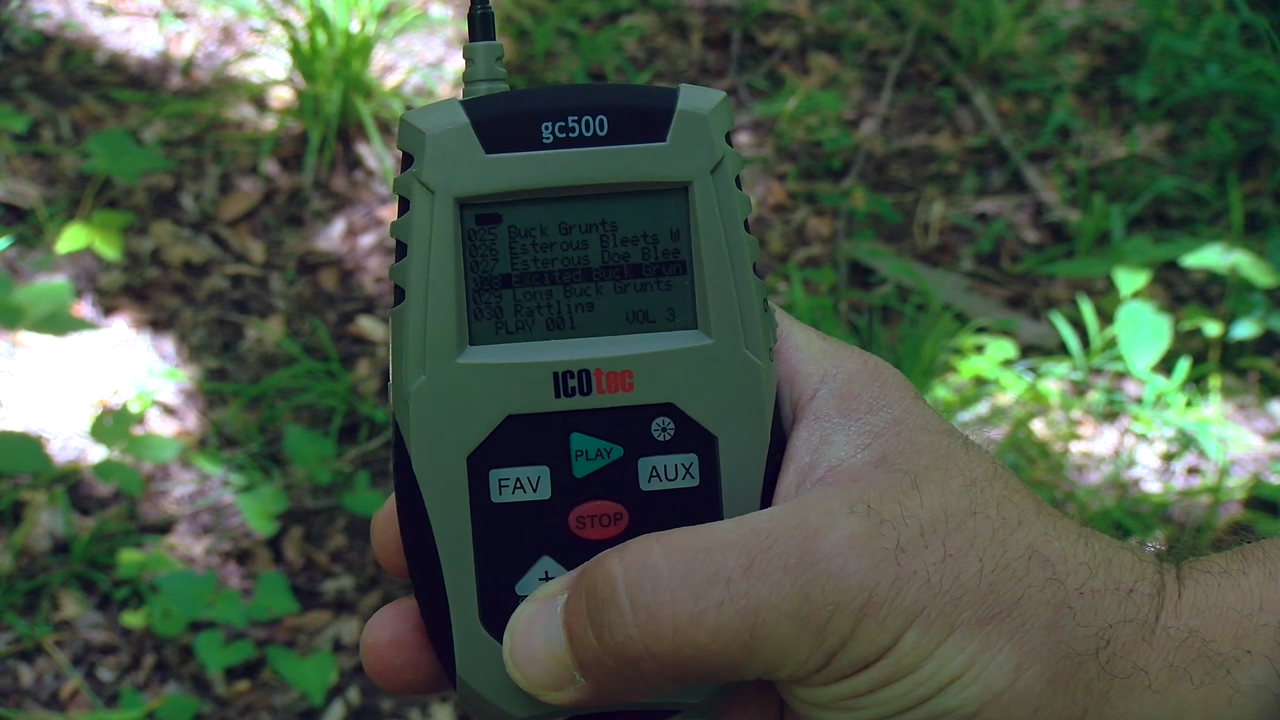 gc500
025 Buck Grunts
026 Esterous Bleets W
027 Esterous Doe Blee
028 Excited Buck Grun
029 Long Buck Grunts
030 Rattling
PLAY 001 VOL 3
ICOtec
PLAY
FAV
AUX
STOP
+